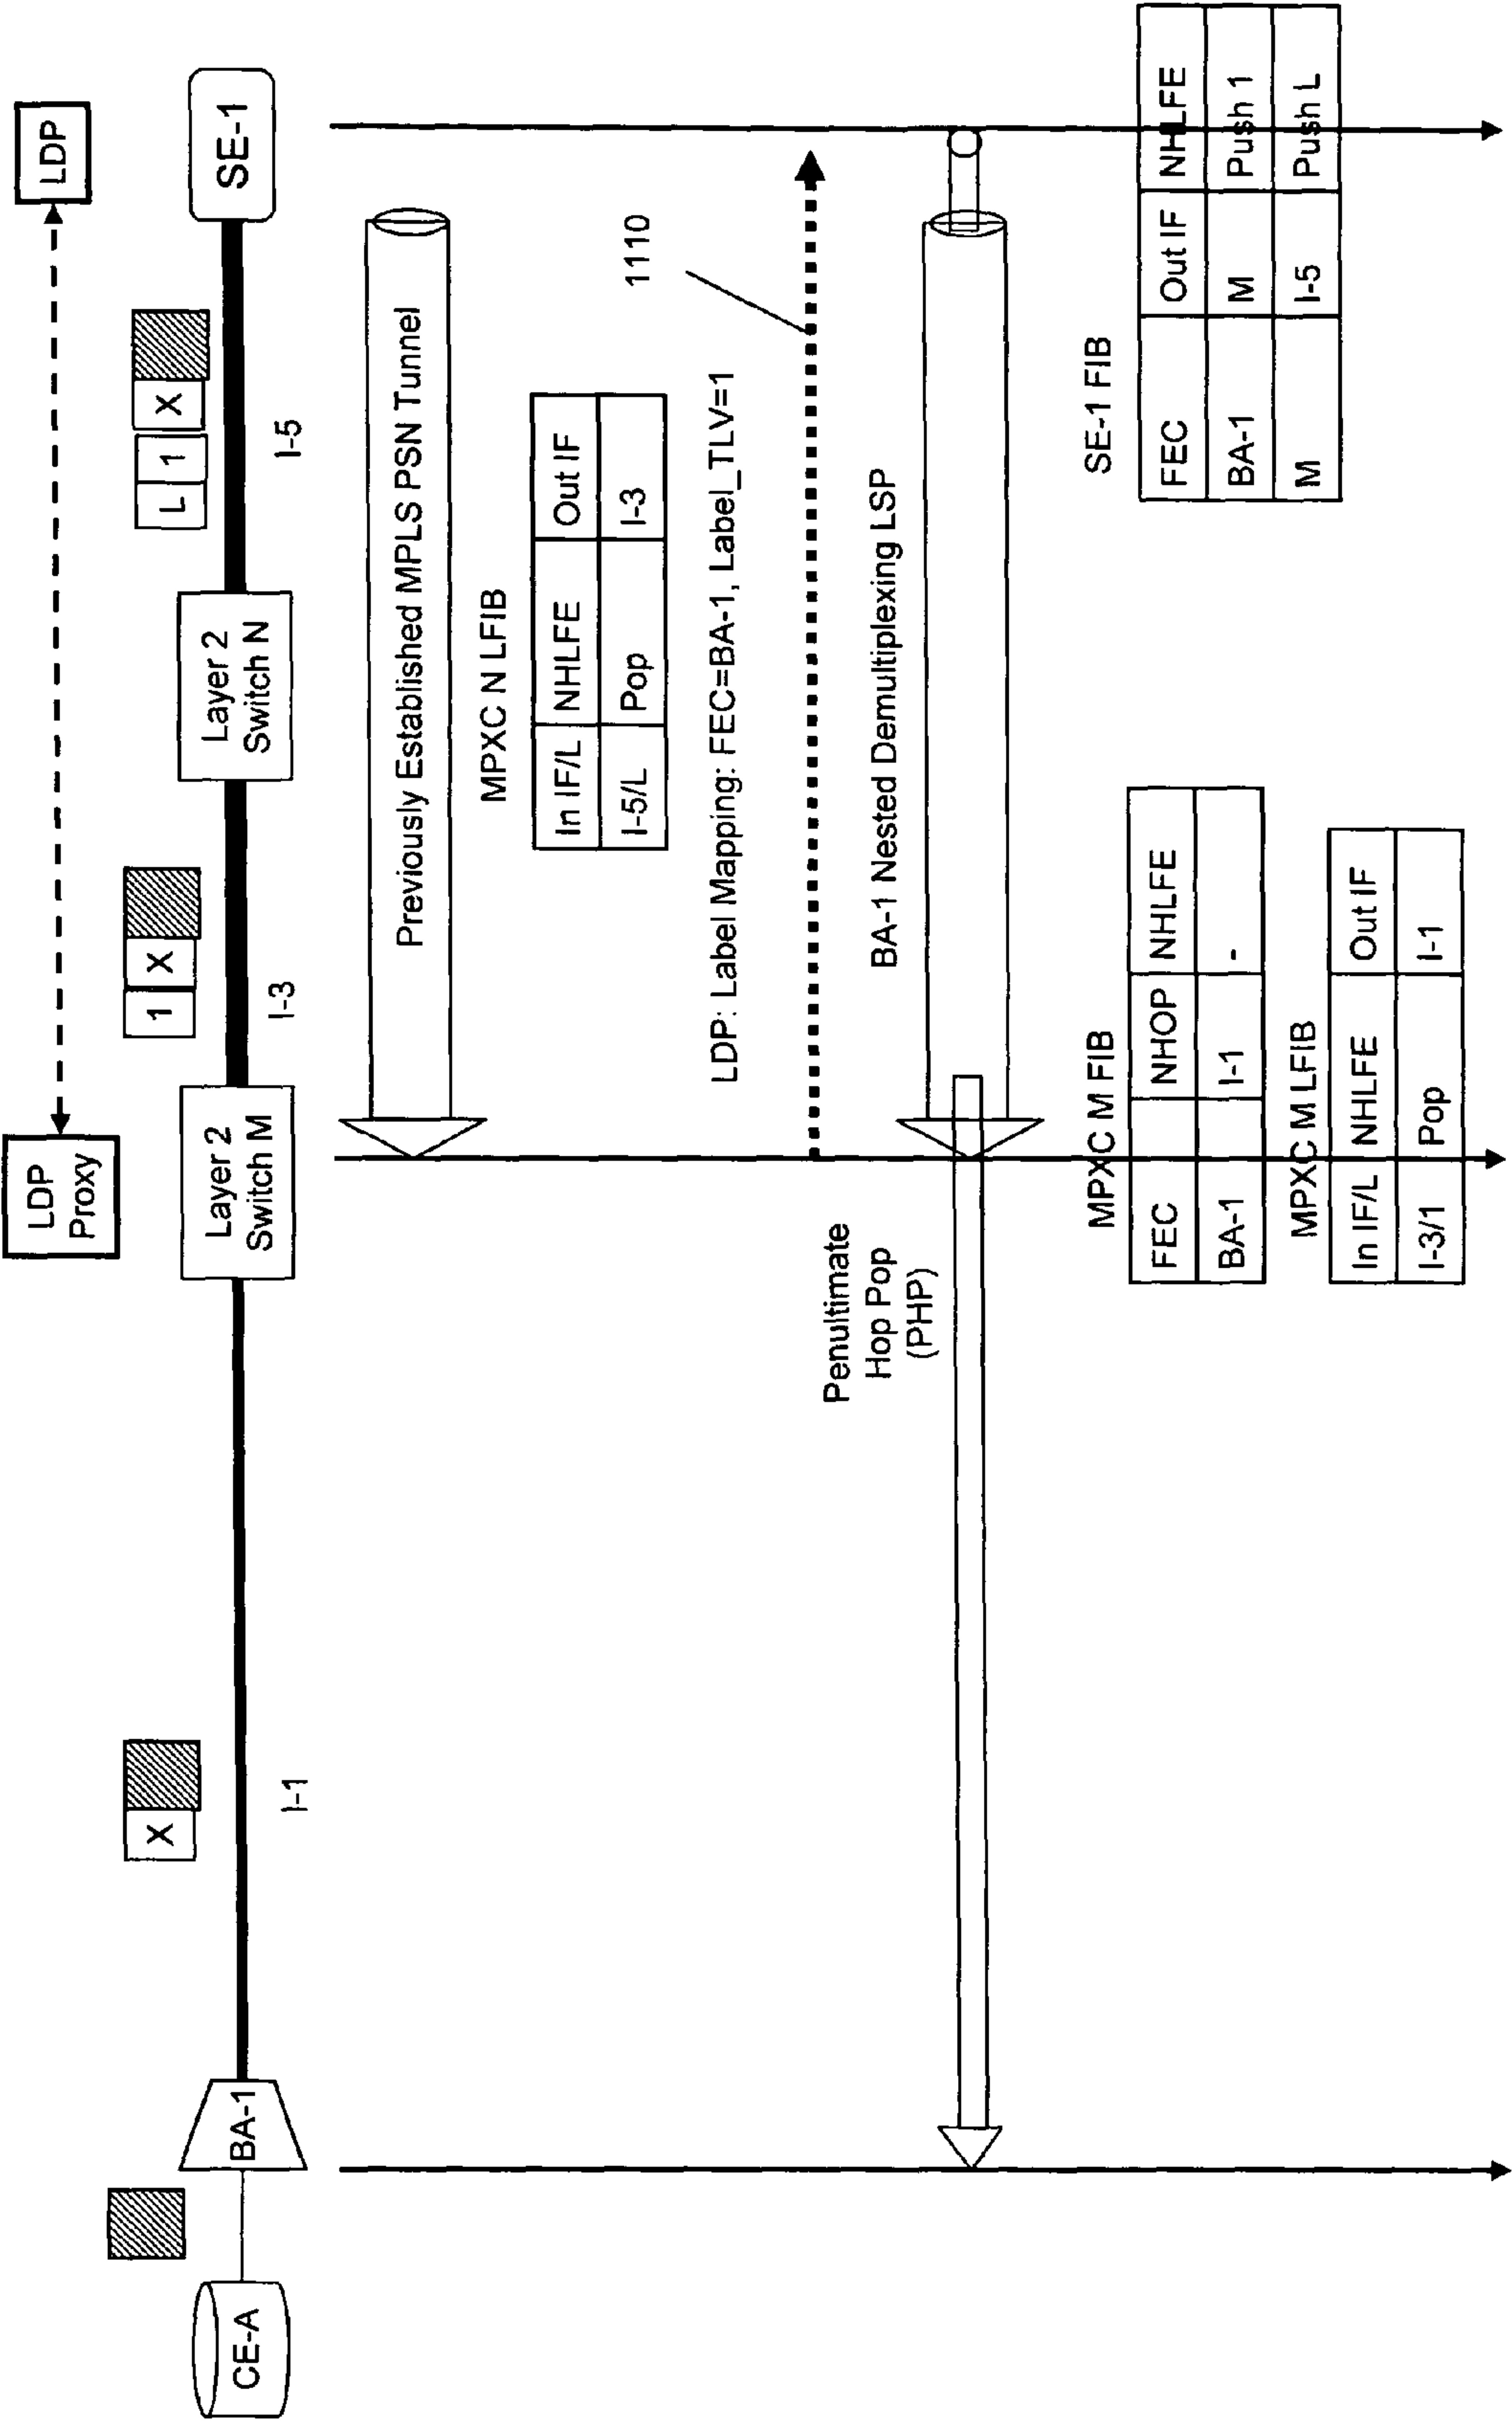 LDP
Proxy
LDP
CE-A
BA-1
Layer 2
Switch M
Layer 2
Switch N
SE-1
X
1 X
L 1 X
I-1
I-3
I-5
Previously Established MPLS PSN Tunnel
MPXC N LFIB
In IF/L NHLFE Out IF
I-5/L Pop I-3
1110
LDP: Label Mapping: FEC=BA-1, Label_TLV=1
BA-1 Nested Demultiplexing LSP
Penultimate
Hop Pop
(PHP)
MPXC M FIB
FEC NHOP NHLFE
BA-1 I-1 -
MPXC M LFIB
In IF/L NHLFE Out IF
I-3/1 Pop I-1
SE-1 FIB
FEC Out IF NHLFE
BA-1 M Push 1
M I-5 Push L